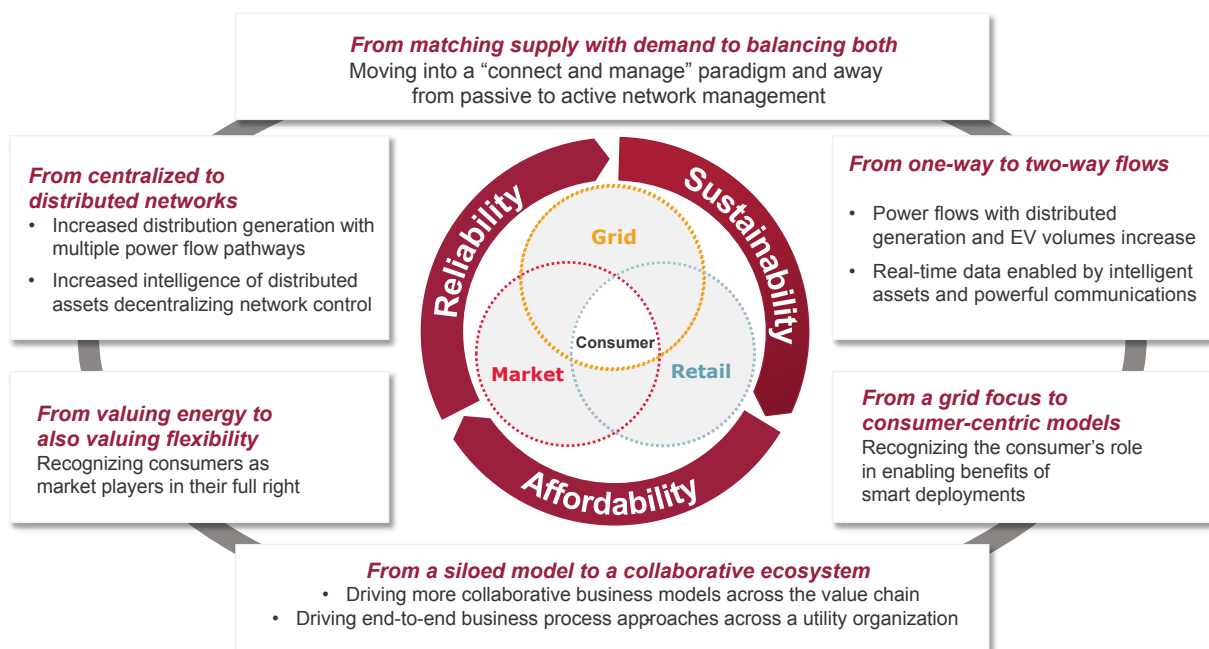 From matching supply with demand to balancing both
Moving into a “connect and manage” paradigm and away
from passive to active network management
From centralized to
distributed networks
• Increased distribution generation with
multiple power flow pathways
• Increased intelligence of distributed
assets decentralizing network control
From one-way to two-way flows
• Power flows with distributed
generation and EV volumes increase
• Real-time data enabled by intelligent
assets and powerful communications
Reliability
Sustainability
Affordability
Grid
Consumer
Market
Retail
From valuing energy to
also valuing flexibility
Recognizing consumers as
market players in their full right
From a grid focus to
consumer-centric models
Recognizing the consumer’s role
in enabling benefits of
smart deployments
From a siloed model to a collaborative ecosystem
• Driving more collaborative business models across the value chain
• Driving end-to-end business process approaches across a utility organization